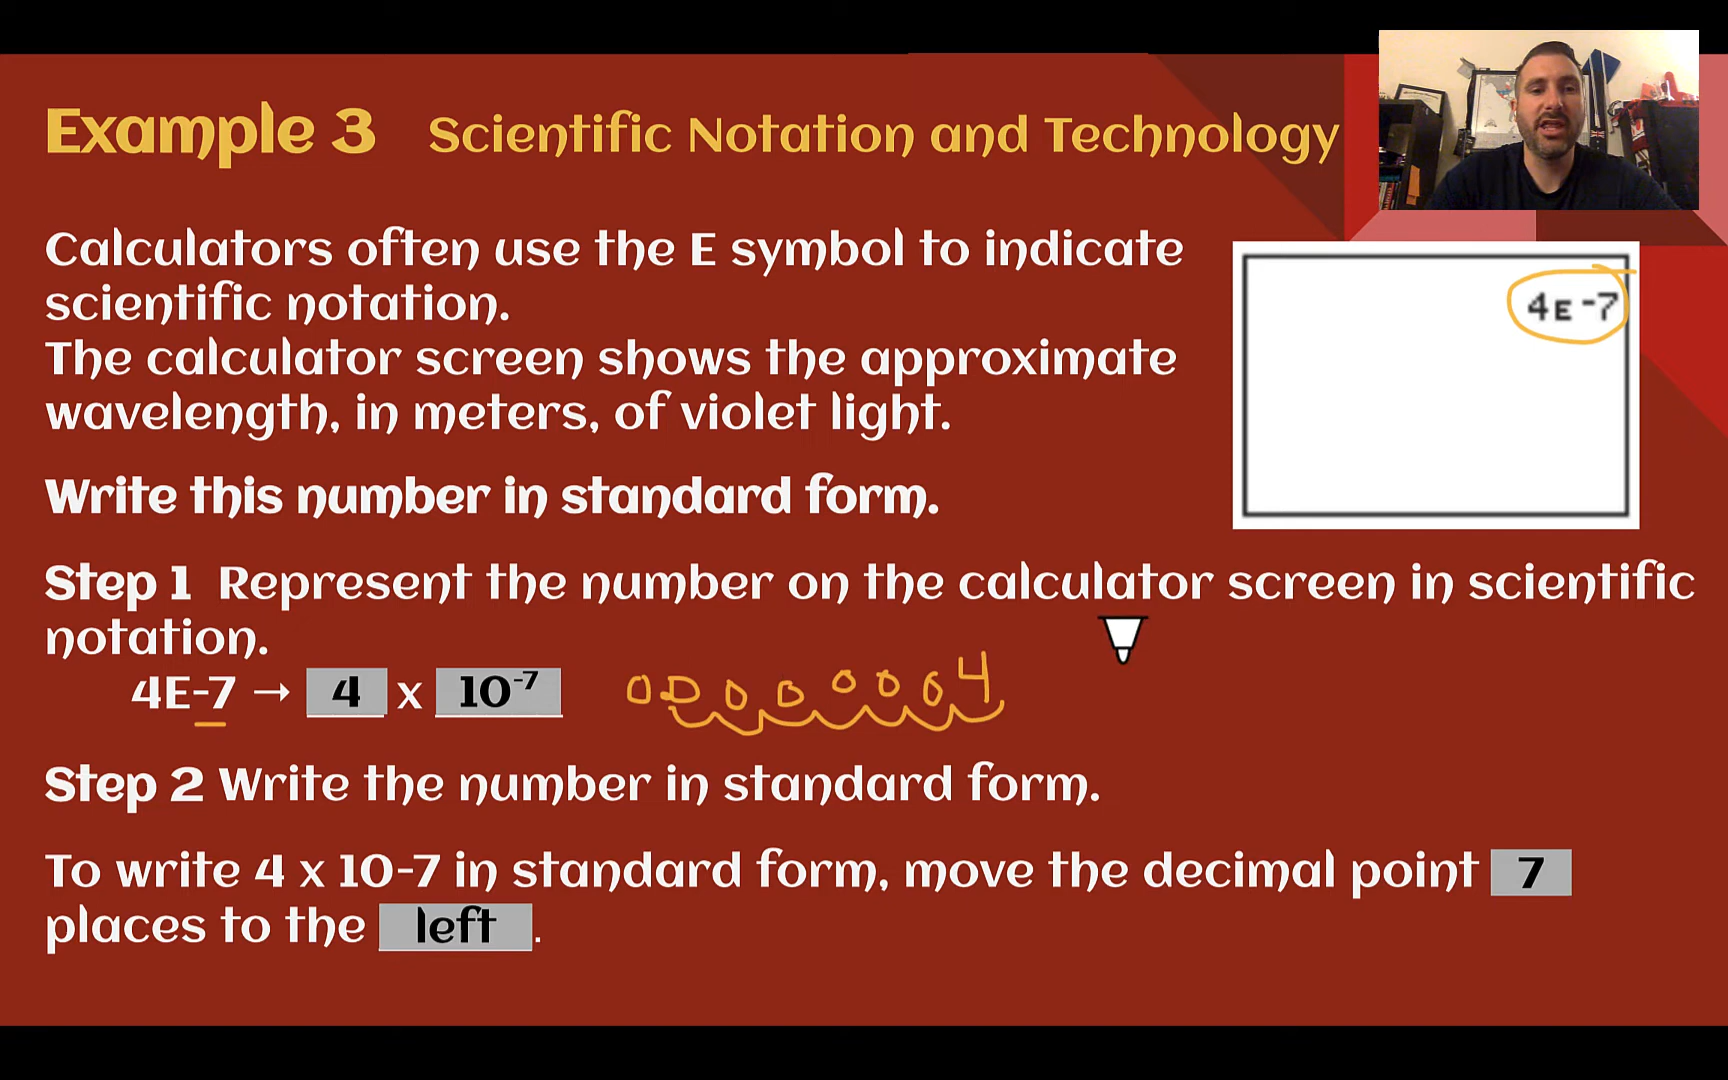 Example 3 Scientific Notation and Technology
Calculators often use the E symbol to indicate
scientific notation.
The calculator screen shows the approximate
wavelength, in meters, of violet light.
4E -7
Write this number in standard form.
Step 1 Represent the number on the calculator screen in scientific
notation.
4E-7 → 4 x 10⁻⁷ 00000004
Step 2 Write the number in standard form.
To write 4 x 10-7 in standard form, move the decimal point 7
places to the left.